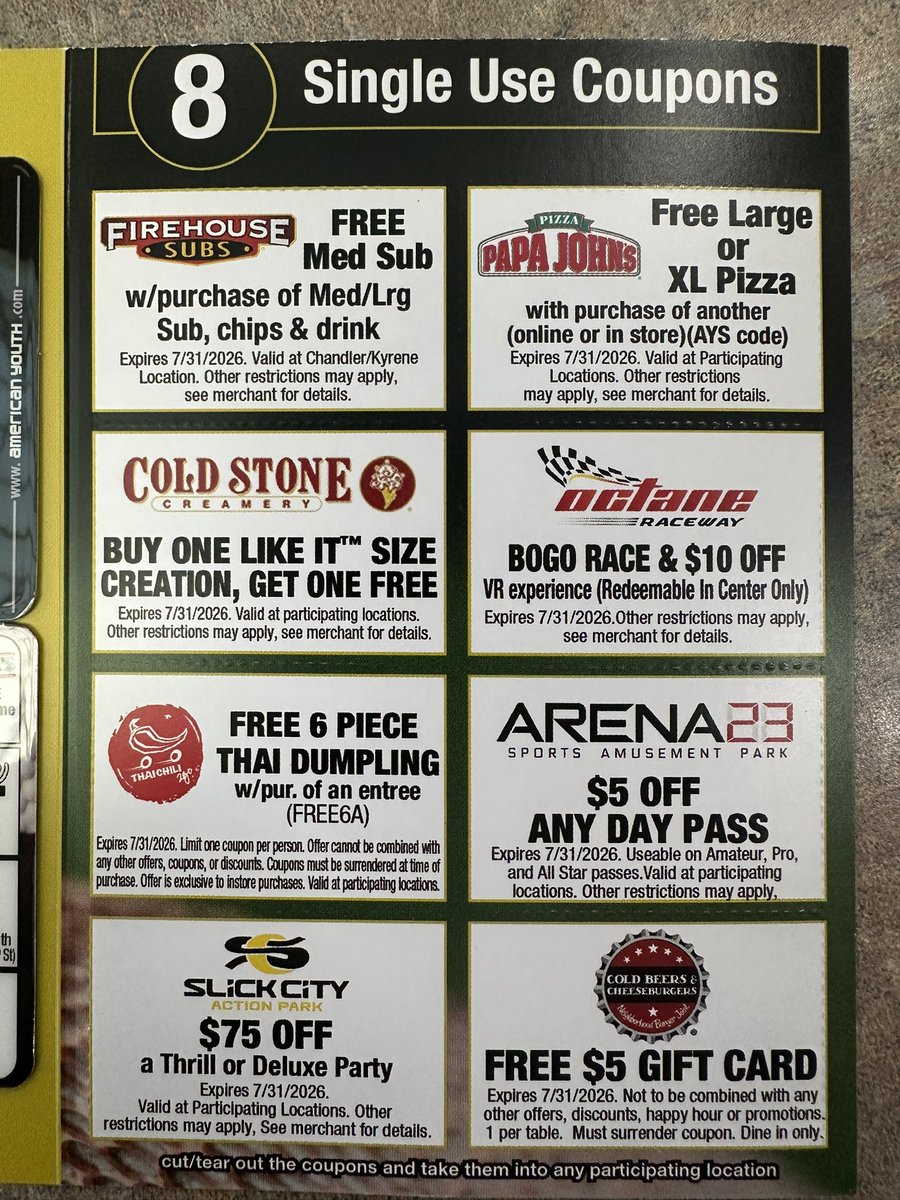 8 Single Use Coupons
FIREHOUSE
SUBS
FREE
Med Sub
w/purchase of Med/Lrg
Sub, chips & drink
Expires 7/31/2026. Valid at Chandler/Kyrene
Location. Other restrictions may apply,
see merchant for details.
PIZZA
PAPA JOHN'S
Free Large
or
XL Pizza
with purchase of another
(online or in store)(AYS code)
Expires 7/31/2026. Valid at Participating
Locations. Other restrictions
may apply, see merchant for details.
COLD STONE
CREAMERY
BUY ONE LIKE IT™ SIZE
CREATION, GET ONE FREE
Expires 7/31/2026. Valid at participating locations.
Other restrictions may apply, see merchant for details.
octane
RACEWAY
BOGO RACE & $10 OFF
VR experience (Redeemable In Center Only)
Expires 7/31/2026.Other restrictions may apply,
see merchant for details.
THAI CHILI
2go
FREE 6 PIECE
THAI DUMPLING
w/pur. of an entree
(FREE6A)
Expires 7/31/2026. Limit one coupon per person. Offer cannot be combined with
any other offers, coupons, or discounts. Coupons must be surrendered at time of
purchase. Offer is exclusive to instore purchases. Valid at participating locations.
ARENA23
SPORTS AMUSEMENT PARK
$5 OFF
ANY DAY PASS
Expires 7/31/2026. Useable on Amateur, Pro,
and All Star passes.Valid at participating
locations. Other restrictions may apply,
SLICK CITY
ACTION PARK
$75 OFF
a Thrill or Deluxe Party
Expires 7/31/2026.
Valid at Participating Locations. Other
restrictions may apply, See merchant for details.
COLD BEERS &
CHEESEBURGERS
Neighborhood Burger Joint
FREE $5 GIFT CARD
Expires 7/31/2026. Not to be combined with any
other offers, discounts, happy hour or promotions.
1 per table. Must surrender coupon. Dine in only.
cut/tear out the coupons and take them into any participating location
www.american youth.com